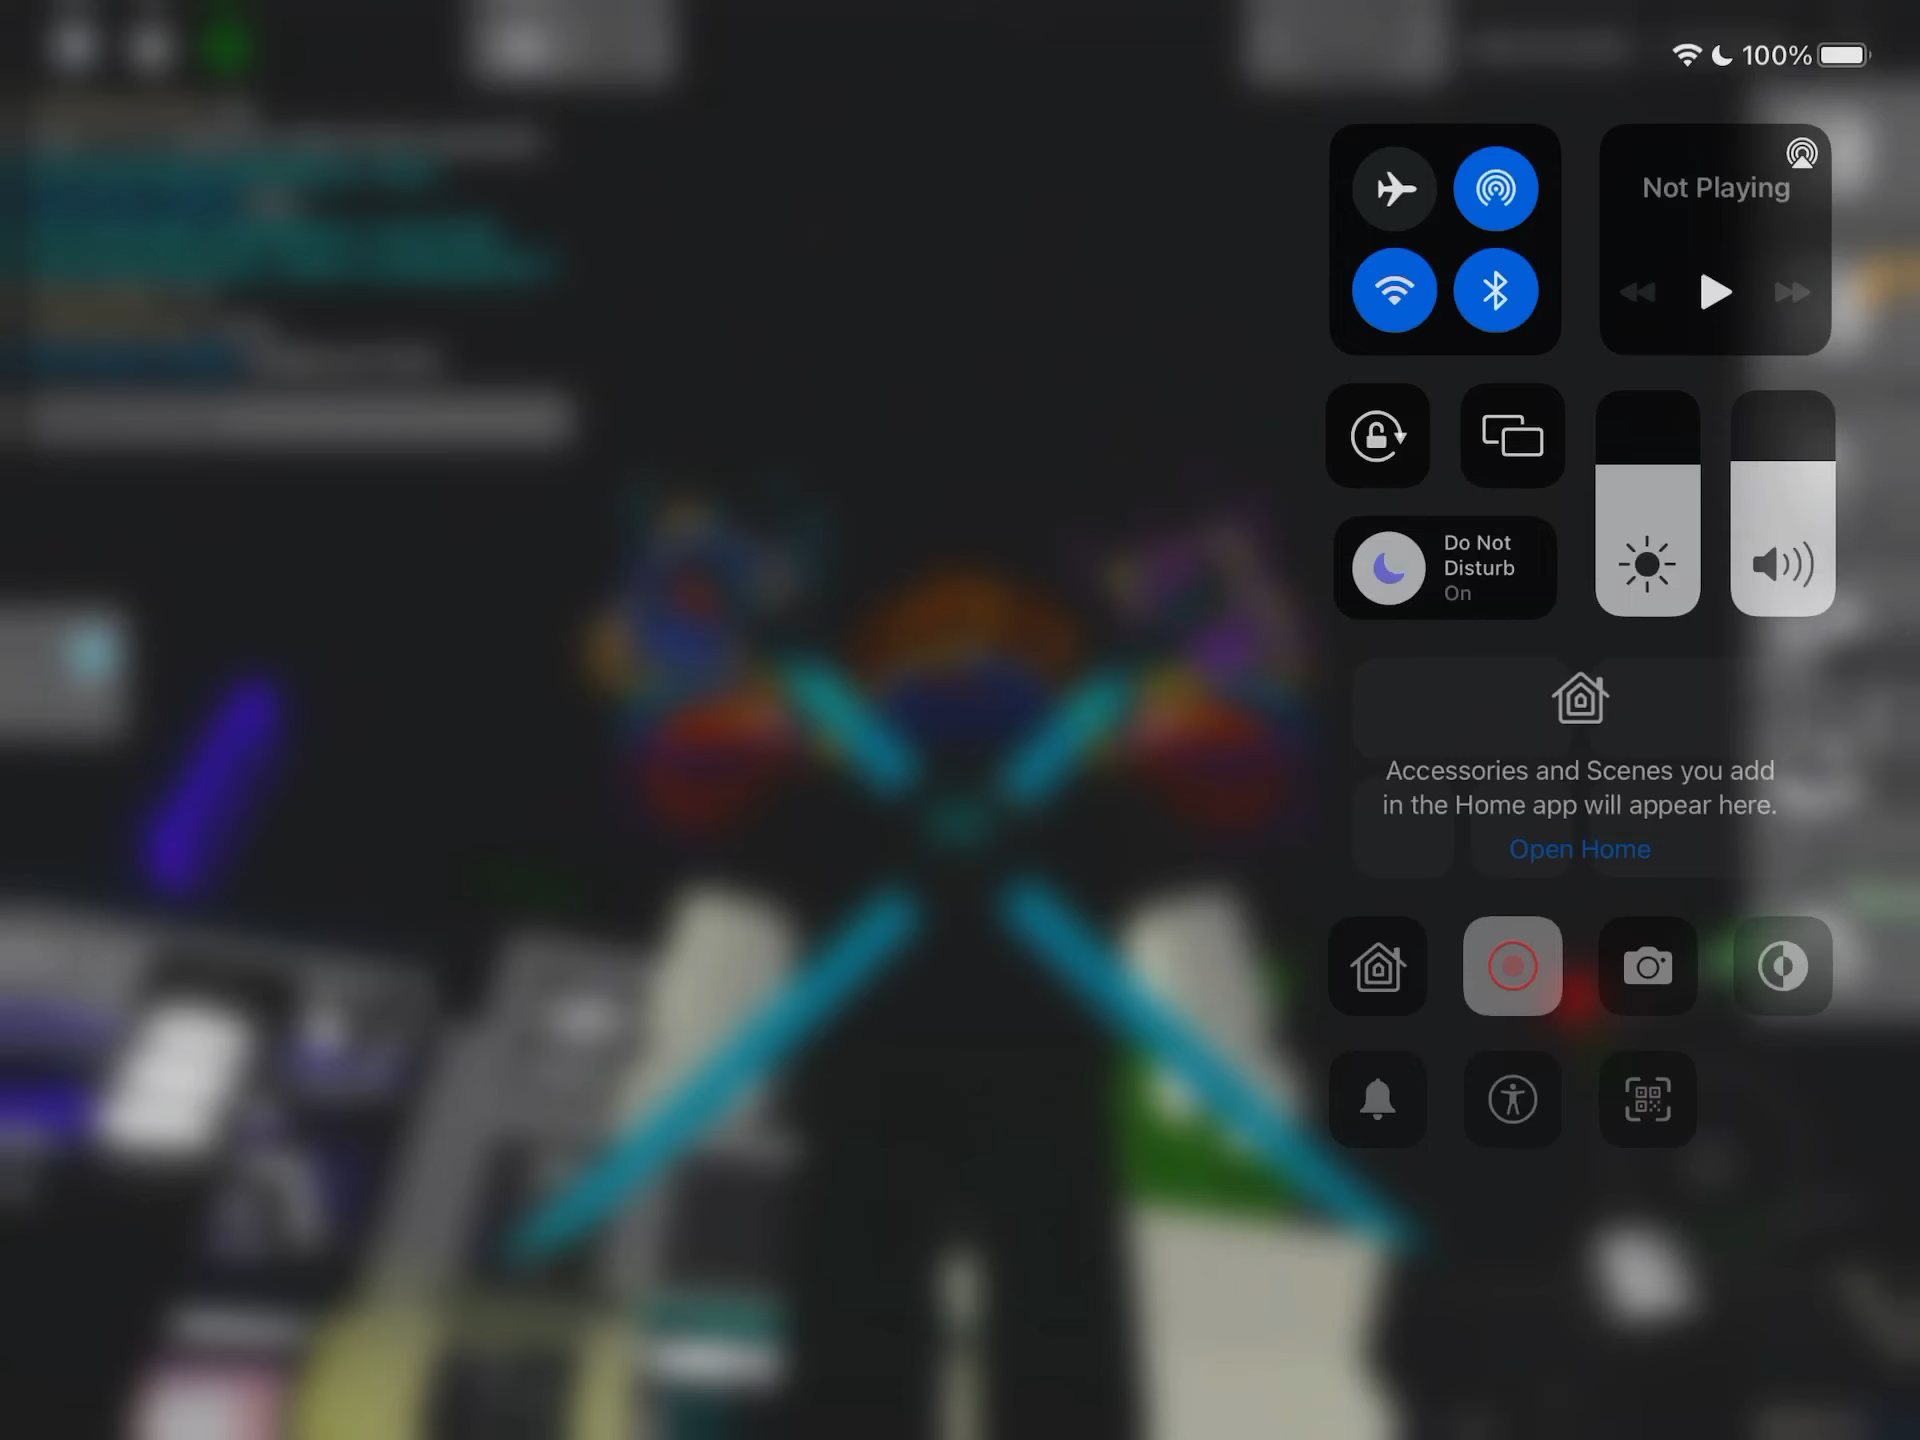 100%
Not Playing
Do Not
Disturb
On
Accessories and Scenes you add
in the Home app will appear here.
Open Home